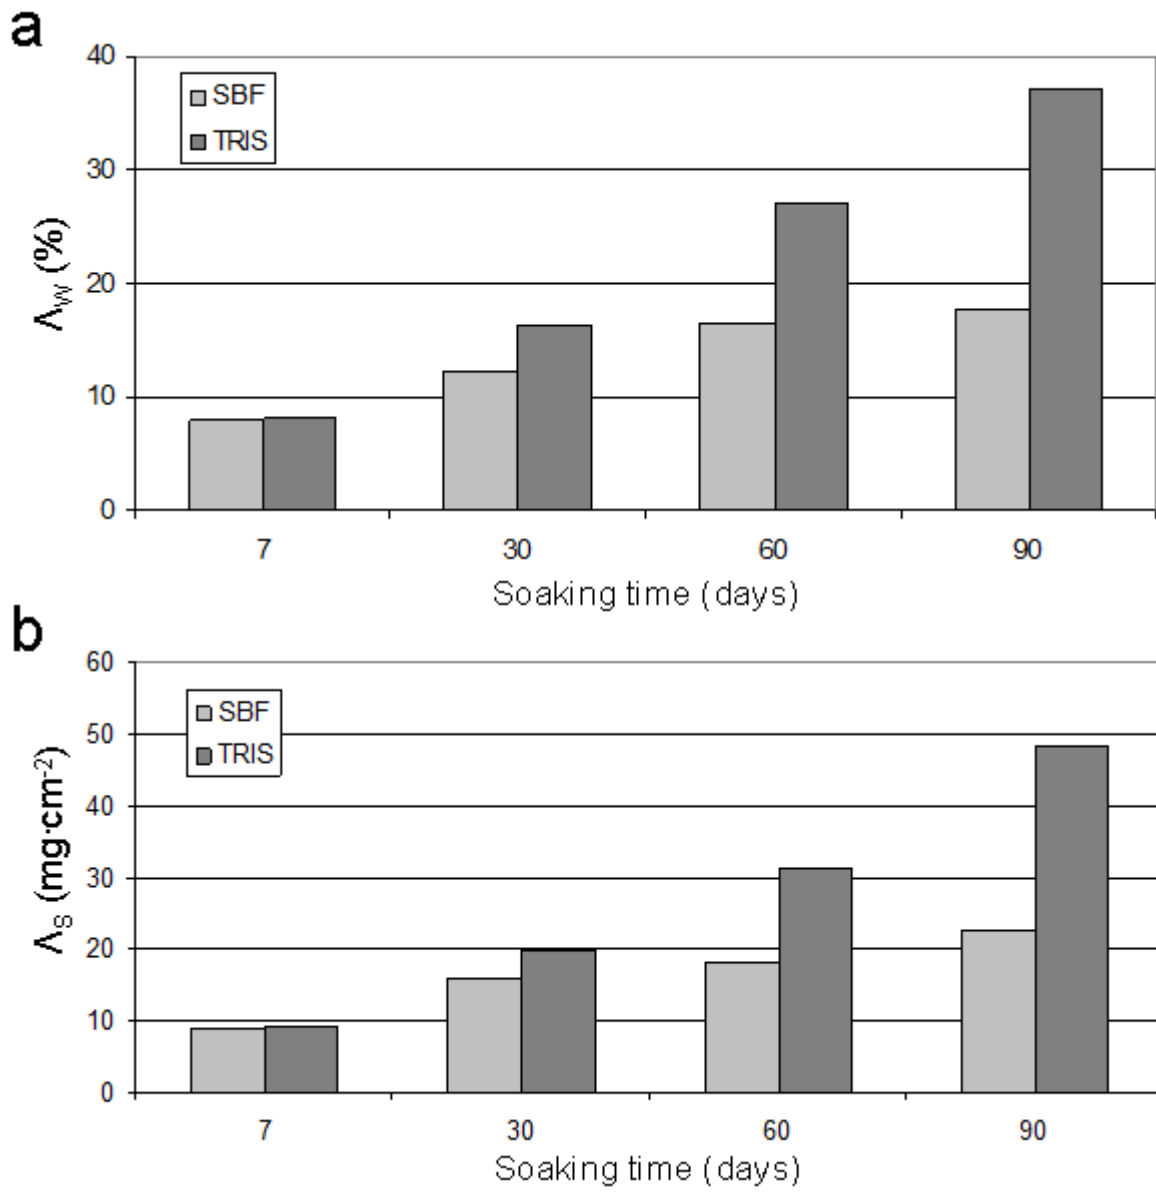 a
40
30
20
10
0
SBF
TRIS
Λw (%)
7 30 60 90
Soaking time (days)
b
60
50
40
30
20
10
0
SBF
TRIS
Λs (mg·cm⁻²)
7 30 60 90
Soaking time (days)